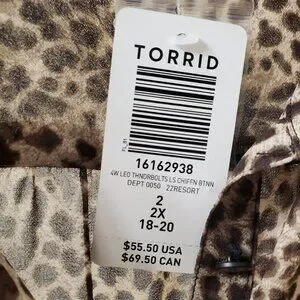 TORRID
FL_01
16162938
4W LEO THNDRBOLTS LS CHIFFN BTNN
DEPT 0050 22RESORT
2
2X
18-20
$55.50 USA
$69.50 CAN